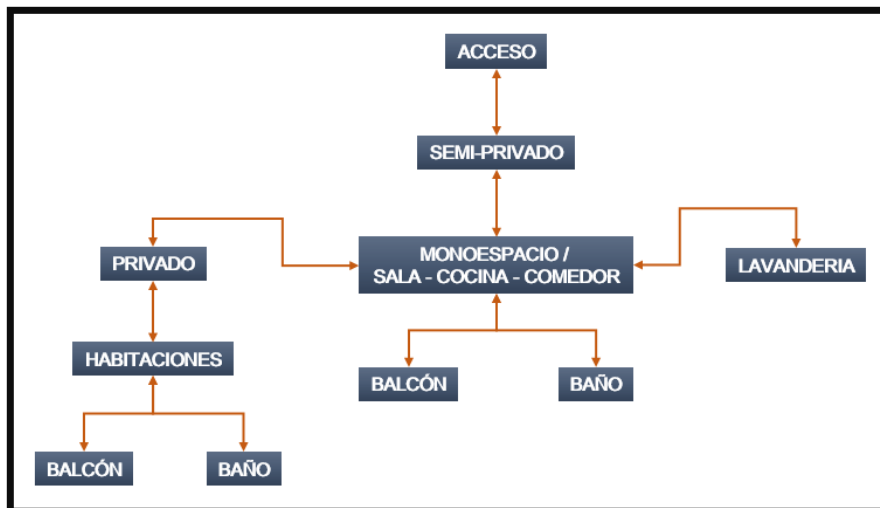 ACCESO
SEMI-PRIVADO
MONOESPACIO /
SALA - COCINA - COMEDOR
PRIVADO
LAVANDERIA
HABITACIONES
BALCÓN
BAÑO
BALCÓN
BAÑO